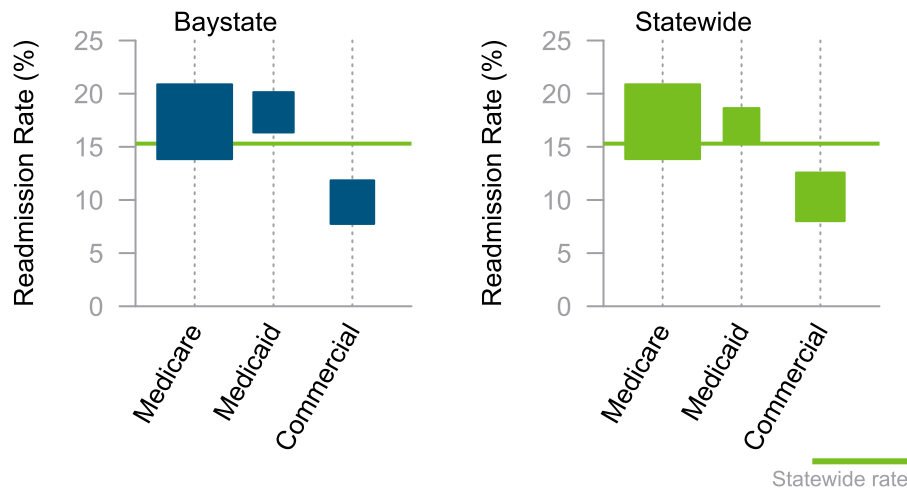 Baystate
Readmission Rate (%)
25
20
15
10
5
0
Medicare
Medicaid
Commercial
Statewide
Readmission Rate (%)
25
20
15
10
5
0
Medicare
Medicaid
Commercial
Statewide rate